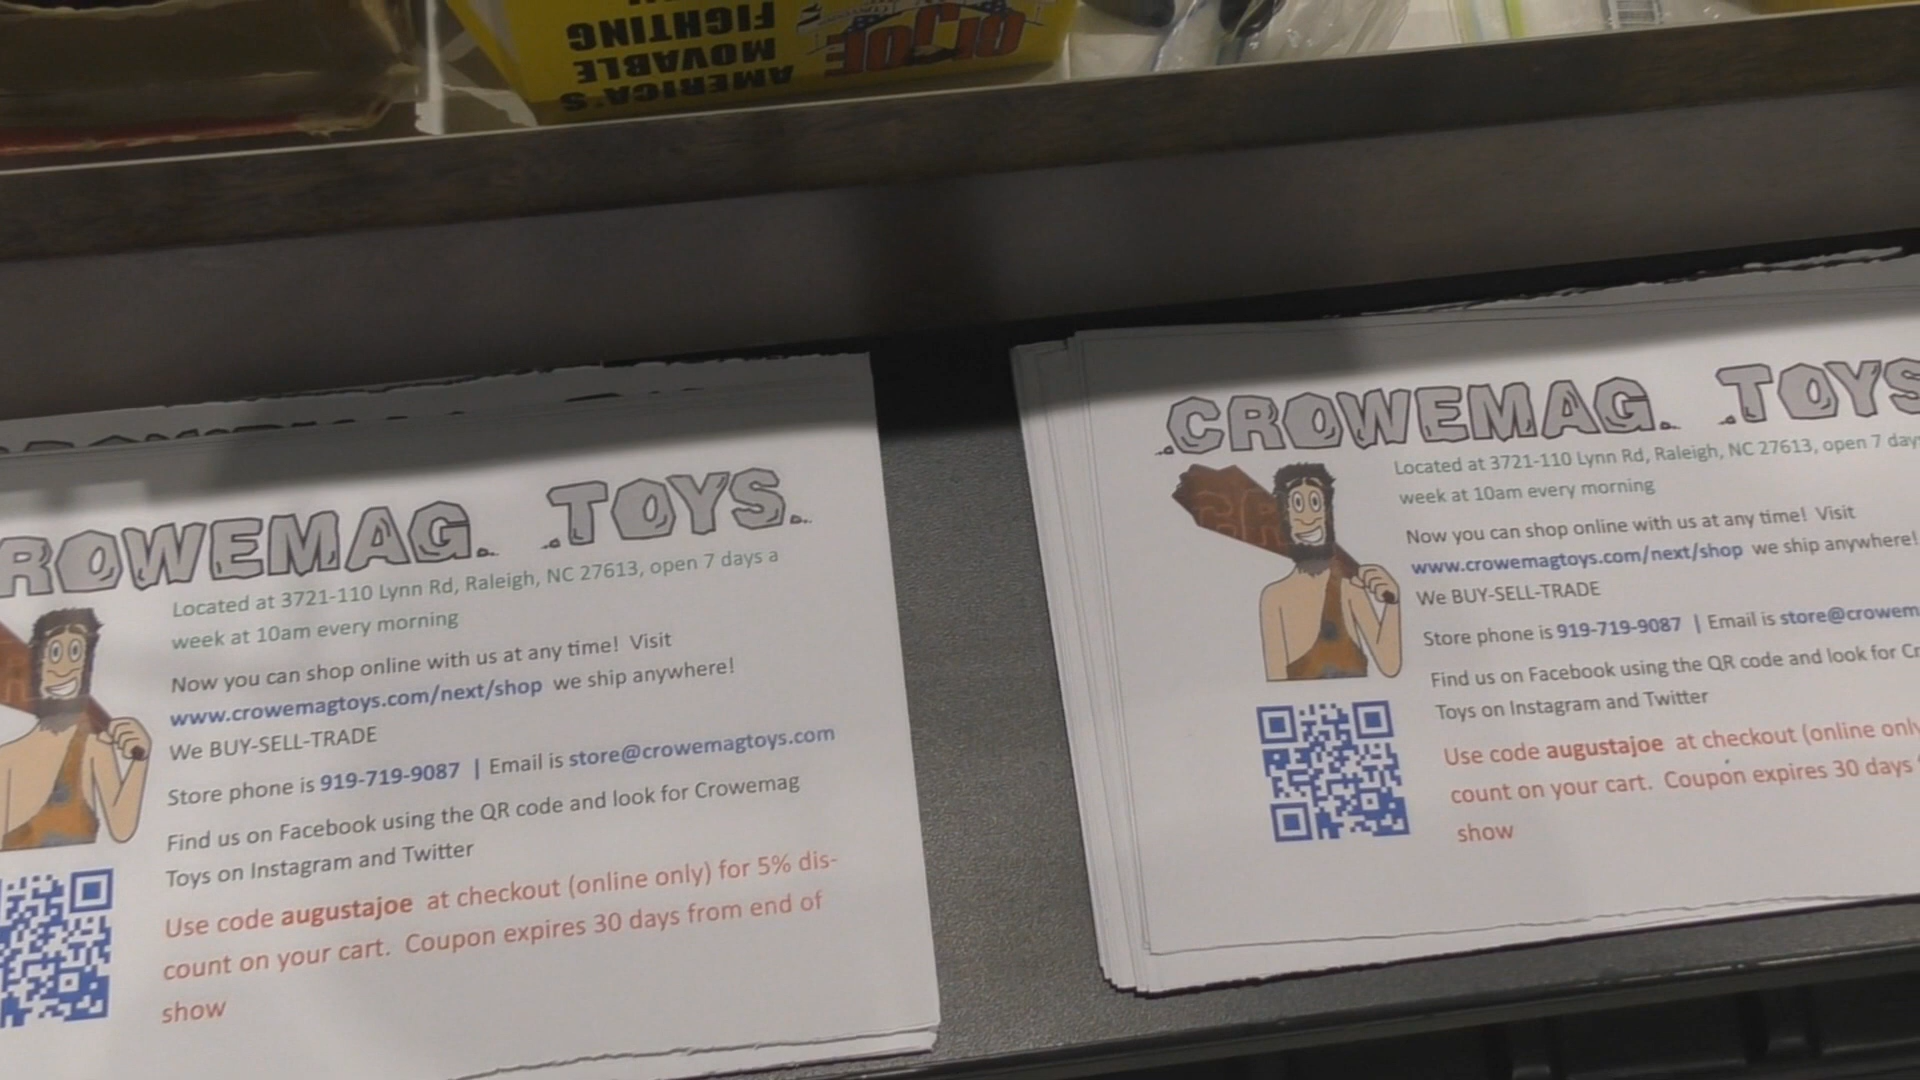 AMERICA'S
MOVABLE
FIGHTING
GIJOE
ROWEMAG. .TOYS.
Located at 3721-110 Lynn Rd, Raleigh, NC 27613, open 7 days a
week at 10am every morning
Now you can shop online with us at any time! Visit
www.crowemagtoys.com/next/shop we ship anywhere!
We BUY-SELL-TRADE
Store phone is 919-719-9087 | Email is store@crowemagtoys.com
Find us on Facebook using the QR code and look for Crowemag
Toys on Instagram and Twitter
Use code augustajoe at checkout (online only) for 5% dis-
count on your cart. Coupon expires 30 days from end of
show
.CROWEMAG. .TOYS
Located at 3721-110 Lynn Rd, Raleigh, NC 27613, open 7 day
week at 10am every morning
Now you can shop online with us at any time! Visit
www.crowemagtoys.com/next/shop we ship anywhere!
We BUY-SELL-TRADE
Store phone is 919-719-9087 | Email is store@crowem
Find us on Facebook using the QR code and look for Cr
Toys on Instagram and Twitter
Use code augustajoe at checkout (online only
count on your cart. Coupon expires 30 days
show